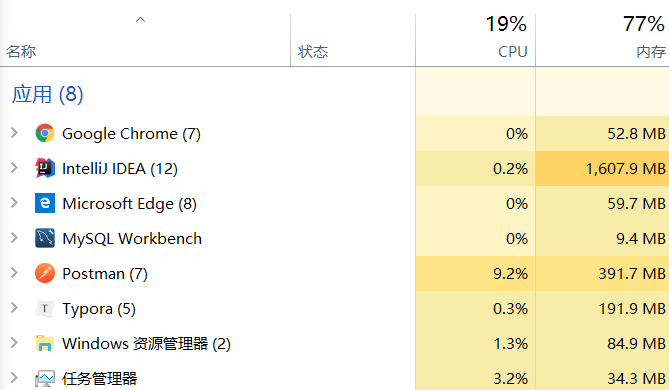 19% 77%
名称 状态 CPU 内存
应用 (8)
Google Chrome (7) 0% 52.8 MB
IntelliJ IDEA (12) 0.2% 1,607.9 MB
Microsoft Edge (8) 0% 59.7 MB
MySQL Workbench 0% 9.4 MB
Postman (7) 9.2% 391.7 MB
Typora (5) 0.3% 191.9 MB
Windows 资源管理器 (2) 1.3% 84.9 MB
任务管理器 3.2% 34.3 MB